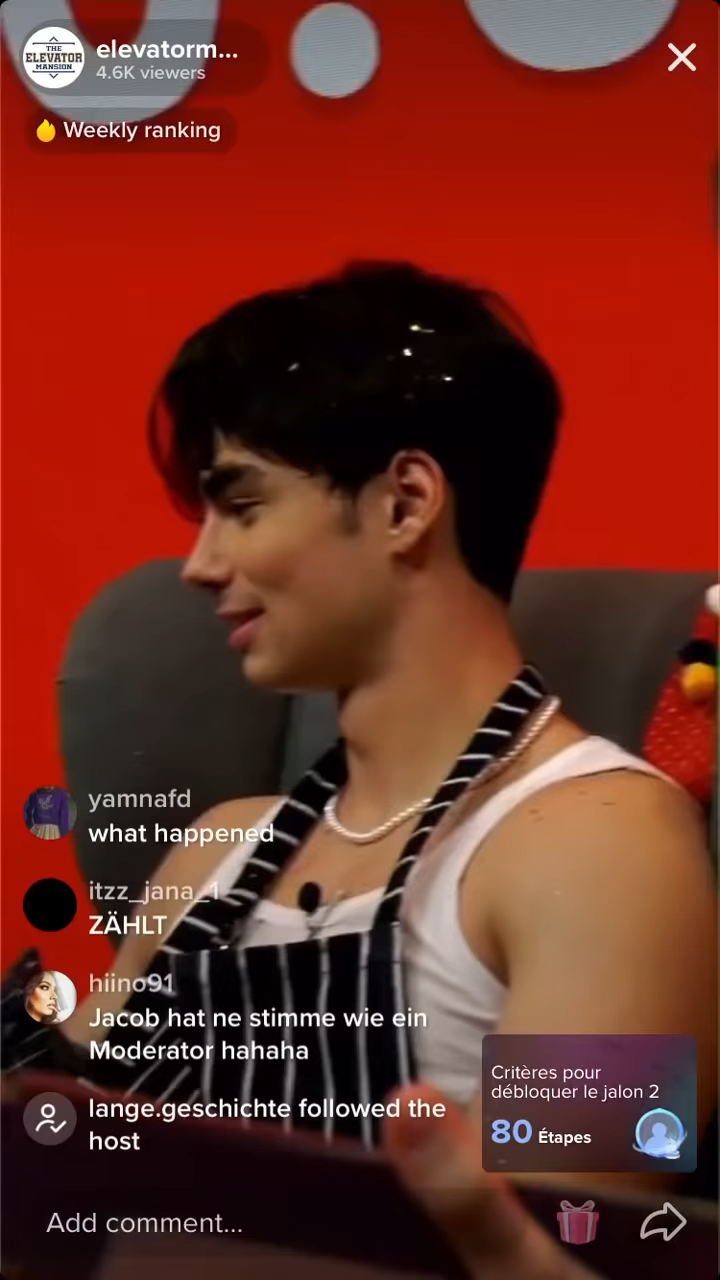 THE
ELEVATOR
MANSION
elevatorm...
4.6K viewers
Weekly ranking
yamnafd
what happened
itzz_jana_1
ZÄHLT
hiino91
Jacob hat ne stimme wie ein
Moderator hahaha
lange.geschichte followed the
host
Critères pour
débloquer le jalon 2
80 Étapes
Add comment...